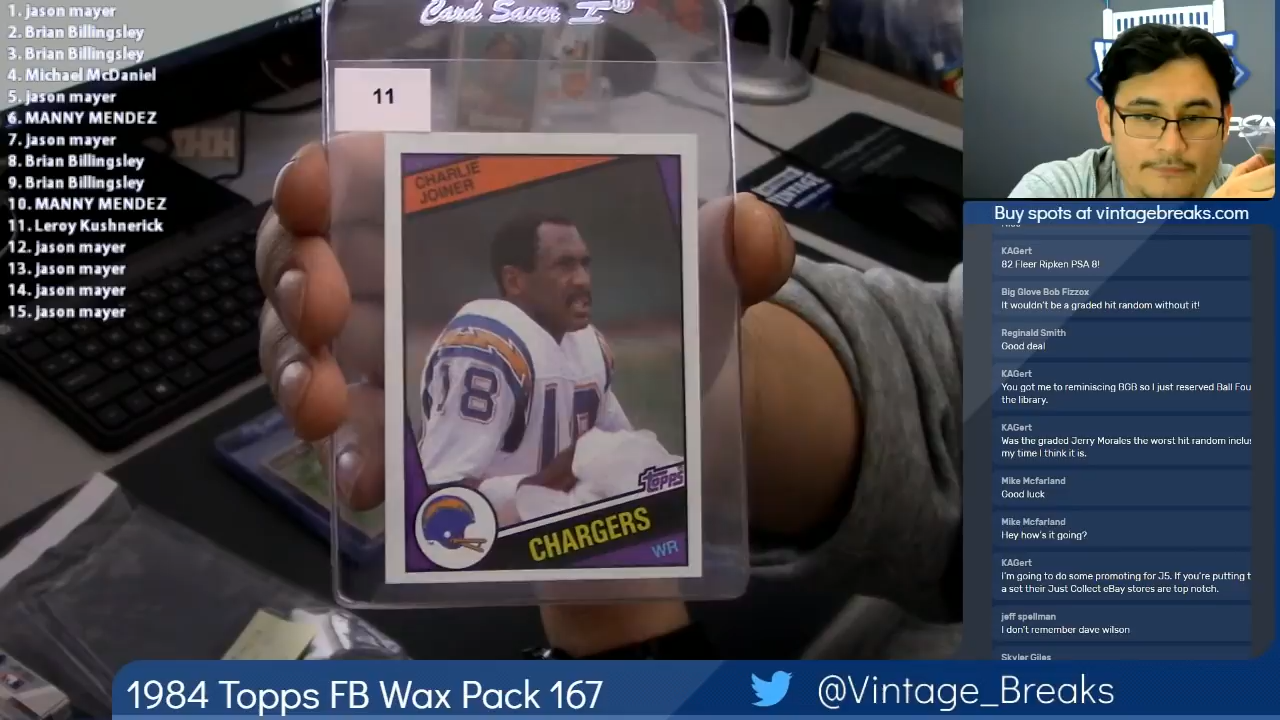 1. jason mayer
2. Brian Billingsley
3. Brian Billingsley
4. Michael McDaniel
5. jason mayer
6. MANNY MENDEZ
7. jason mayer
8. Brian Billingsley
9. Brian Billingsley
10. MANNY MENDEZ
11. Leroy Kushnerick
12. jason mayer
13. jason mayer
14. jason mayer
15. jason mayer
Card Saver I
11
CHARLIE
JOINER
18
topps
CHARGERS
WR
Buy spots at vintagebreaks.com
KAGert
82 Fleer Ripken PSA 8!
Big Glove Bob Fizzox
It wouldn't be a graded hit random without it!
Reginald Smith
Good deal
KAGert
You got me to reminiscing BGB so I just reserved Ball Fou
the library.
KAGert
Was the graded Jerry Morales the worst hit random inclus
my time I think it is.
Mike Mcfarland
Good luck
Mike Mcfarland
Hey how's it going?
KAGert
I'm going to do some promoting for J5. If you're putting t
a set their Just Collect eBay stores are top notch.
jeff spellman
I don't remember dave wilson
Skyler Giles
1984 Topps FB Wax Pack 167
@Vintage_Breaks